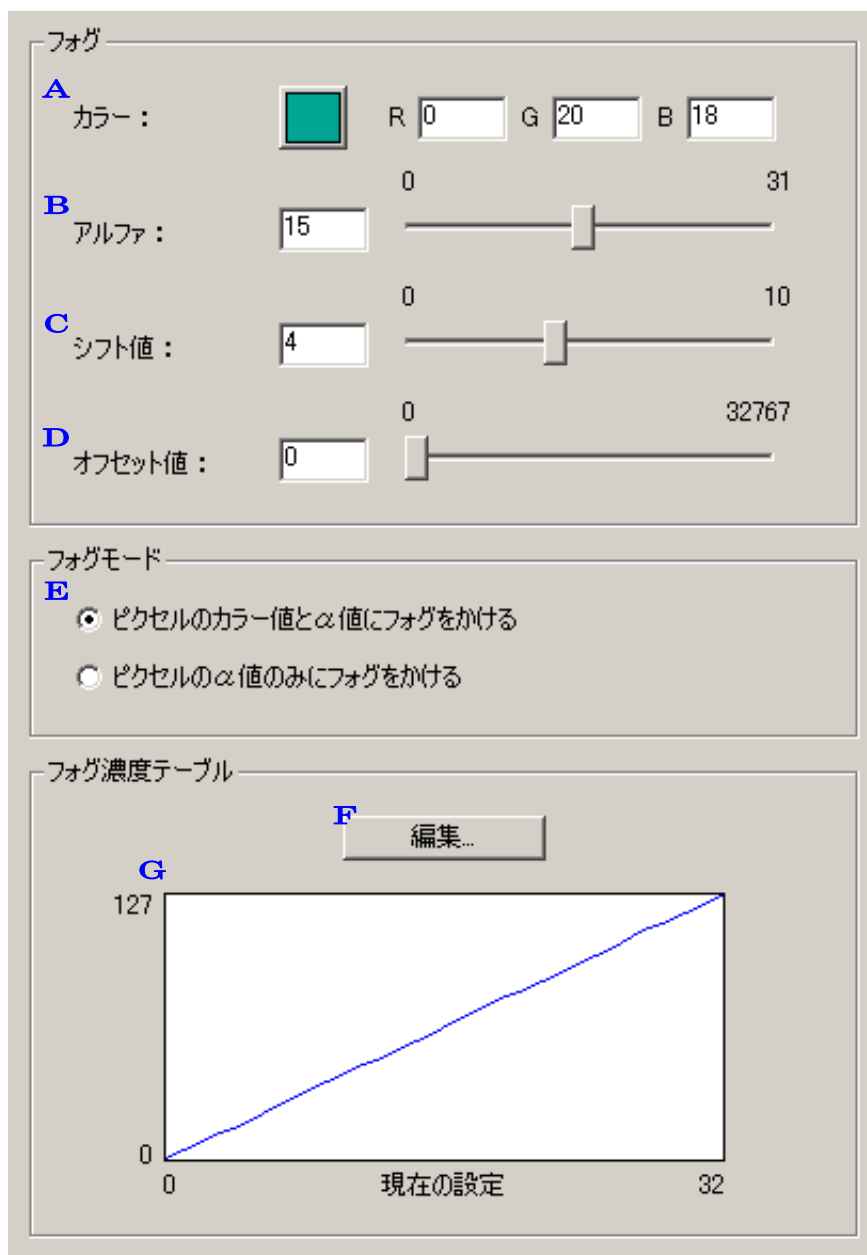 フォグ
A
カラー： R 0 G 20 B 18
0 31
B
アルファ： 15
0 10
C
シフト値： 4
0 32767
D
オフセット値： 0
フォグモード
E
ピクセルのカラー値とα値にフォグをかける
ピクセルのα値のみにフォグをかける
フォグ濃度テーブル
F
編集...
G
127
0
0 現在の設定 32